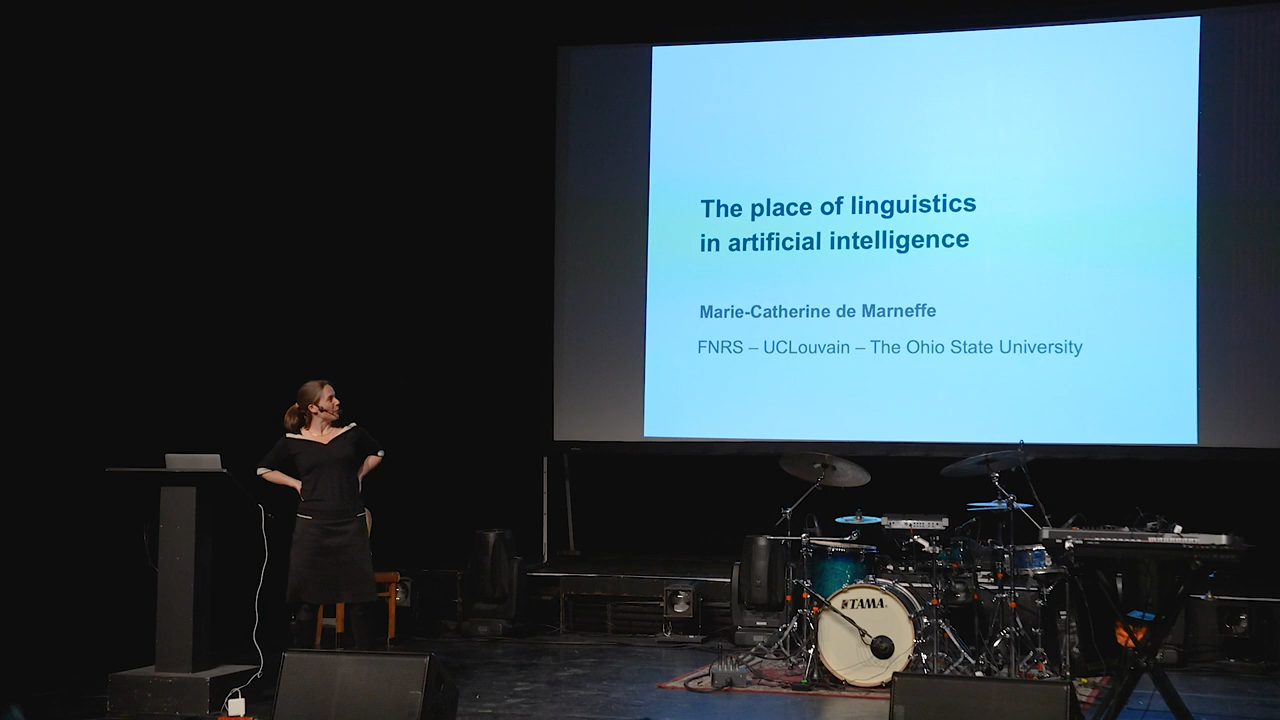 The place of linguistics
in artificial intelligence
Marie-Catherine de Marneffe
FNRS – UCLouvain – The Ohio State University
TAMA